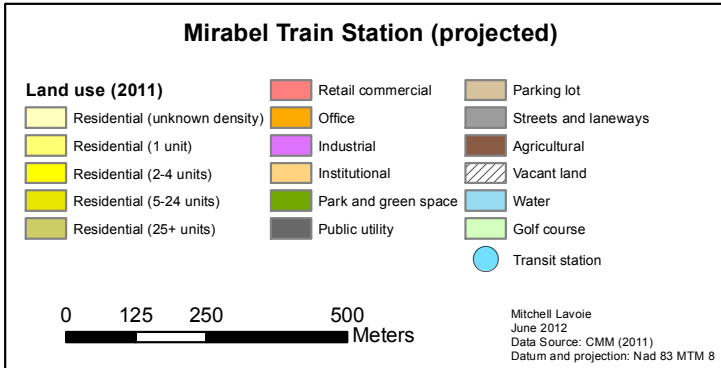 Mirabel Train Station (projected)
Land use (2011)
Residential (unknown density)
Residential (1 unit)
Residential (2-4 units)
Residential (5-24 units)
Residential (25+ units)
Retail commercial
Office
Industrial
Institutional
Park and green space
Public utility
Parking lot
Streets and laneways
Agricultural
Vacant land
Water
Golf course
Transit station
0 125 250 500
Meters
Mitchell Lavoie
June 2012
Data Source: CMM (2011)
Datum and projection: Nad 83 MTM 8